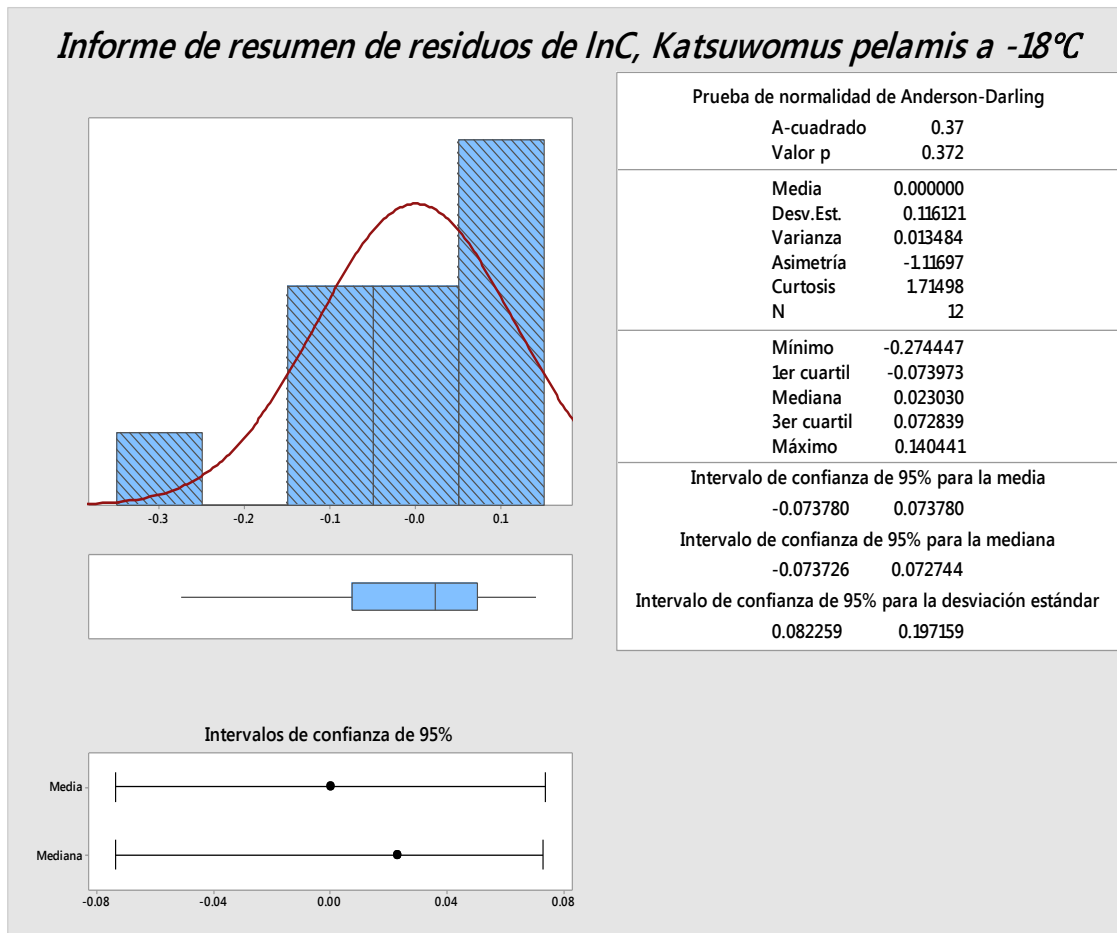 Informe de resumen de residuos de lnC, Katsuwomus pelamis a -18°C
-0.3 -0.2 -0.1 -0.0 0.1
Intervalos de confianza de 95%
Media
Mediana
-0.08 -0.04 0.00 0.04 0.08
Prueba de normalidad de Anderson-Darling
A-cuadrado 0.37
Valor p 0.372
Media 0.000000
Desv.Est. 0.116121
Varianza 0.013484
Asimetría -1.11697
Curtosis 1.71498
N 12
Mínimo -0.274447
1er cuartil -0.073973
Mediana 0.023030
3er cuartil 0.072839
Máximo 0.140441
Intervalo de confianza de 95% para la media
-0.073780 0.073780
Intervalo de confianza de 95% para la mediana
-0.073726 0.072744
Intervalo de confianza de 95% para la desviación estándar
0.082259 0.197159